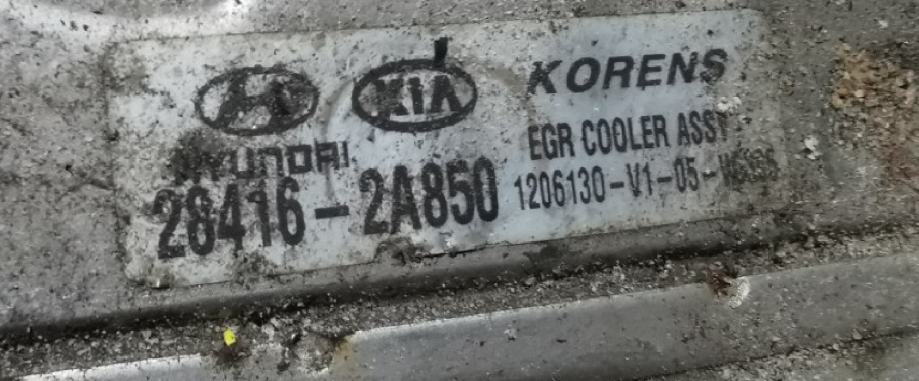 KIA
KORENS
HYUNDAI
EGR COOLER ASSY
28416-2A850
1206130-V1-05-